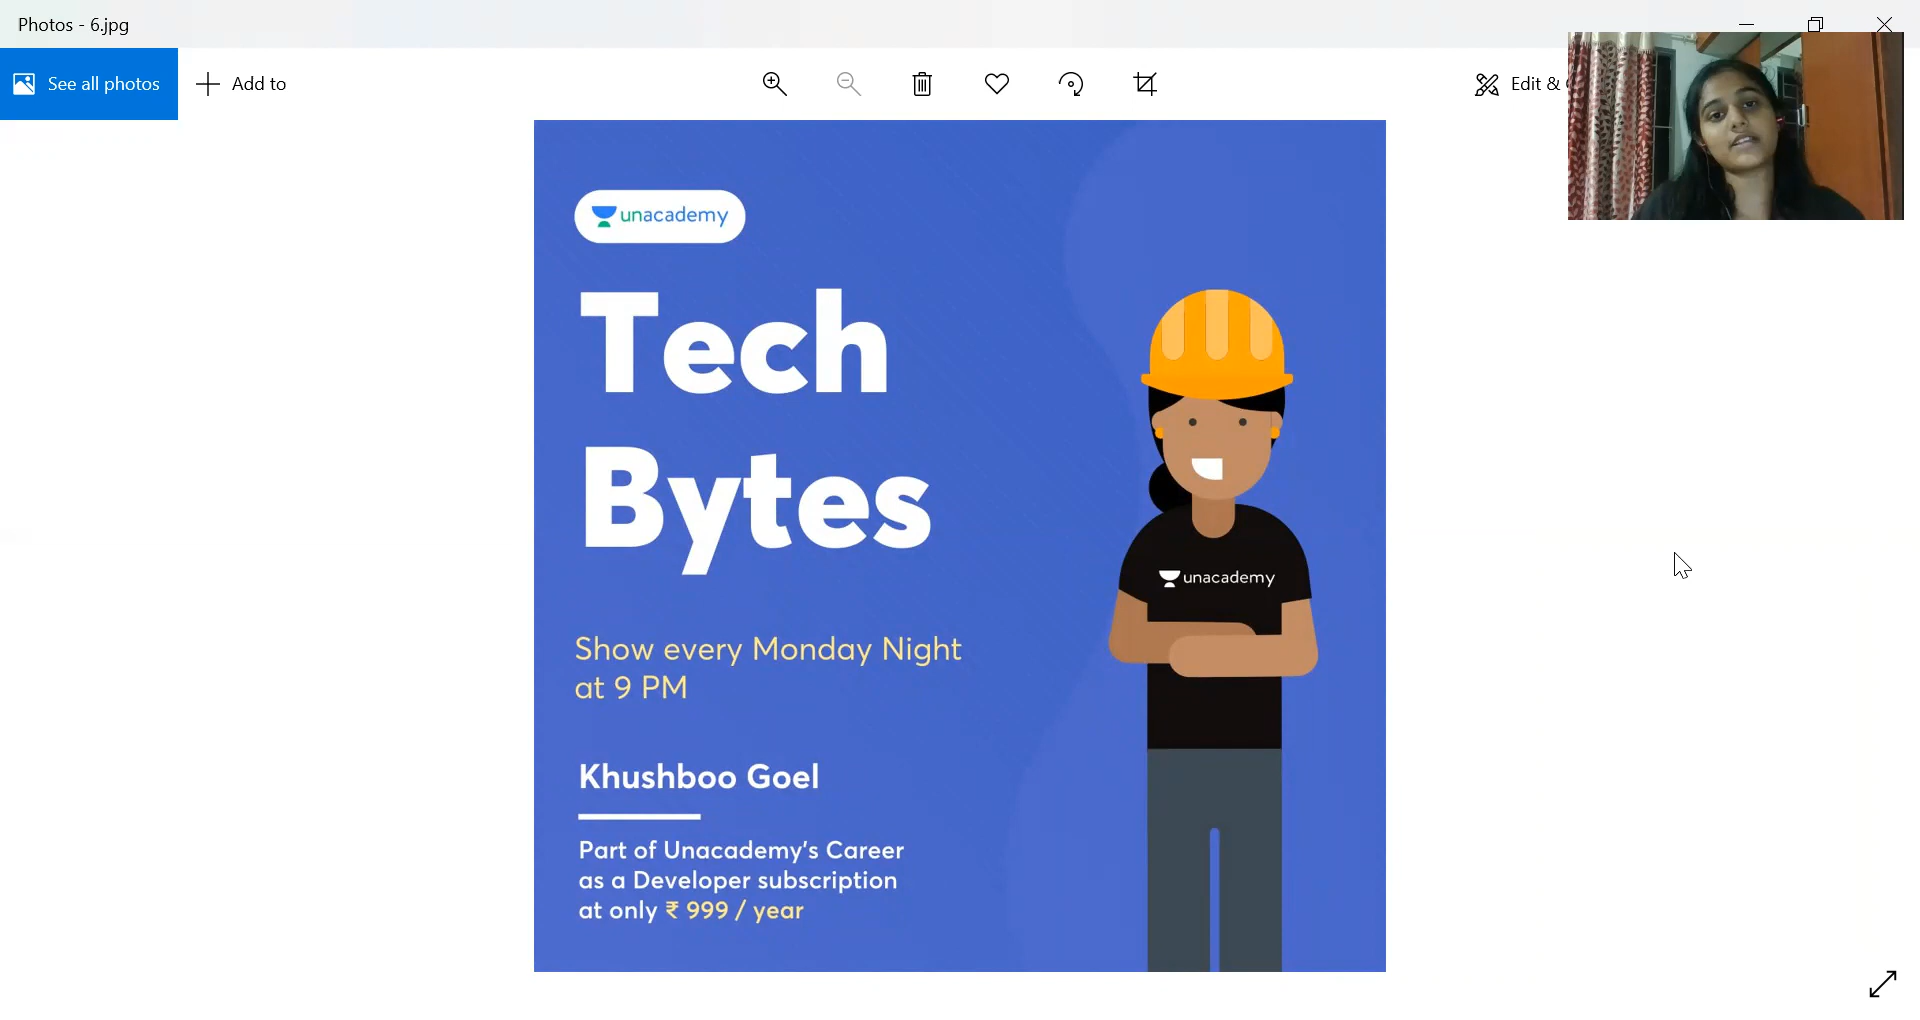 Photos - 6.jpg
See all photos
Add to
Edit &
unacademy
Tech
Bytes
unacademy
Show every Monday Night
at 9 PM
Khushboo Goel
Part of Unacademy's Career
as a Developer subscription
at only ₹ 999 / year